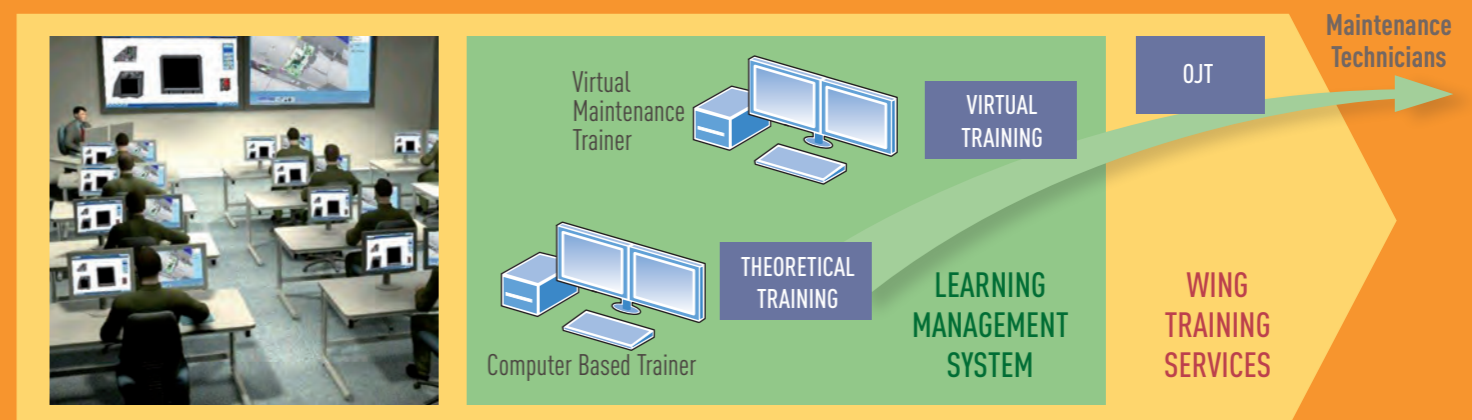 Maintenance
Technicians
Virtual
Maintenance
Trainer
VIRTUAL
TRAINING
OJT
THEORETICAL
TRAINING
Computer Based Trainer
LEARNING
MANAGEMENT
SYSTEM
WING
TRAINING
SERVICES